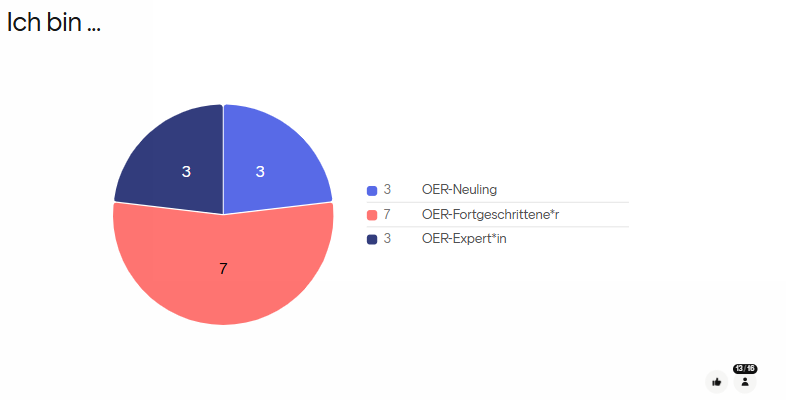 Ich bin ...
3
3
7
3 OER-Neuling
7 OER-Fortgeschrittene*r
3 OER-Expert*in
13 / 16